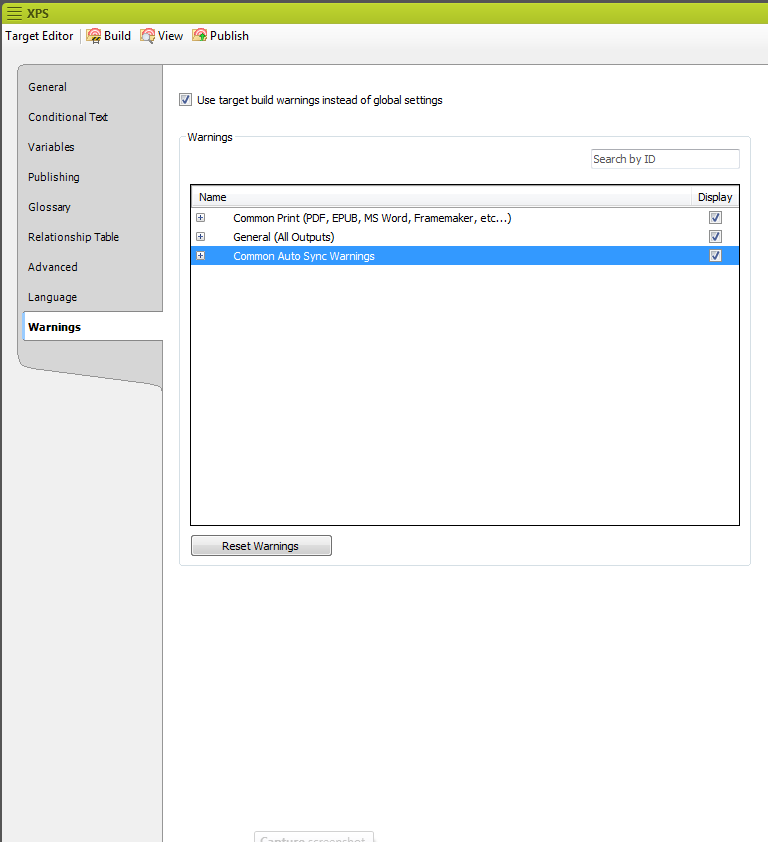 XPS
Target Editor Build View Publish
General
Conditional Text
Variables
Publishing
Glossary
Relationship Table
Advanced
Language
Warnings
Use target build warnings instead of global settings
Warnings
Search by ID
Name Display
Common Print (PDF, EPUB, MS Word, Framemaker, etc...)
General (All Outputs)
Common Auto Sync Warnings
Reset Warnings
Capture screenshot